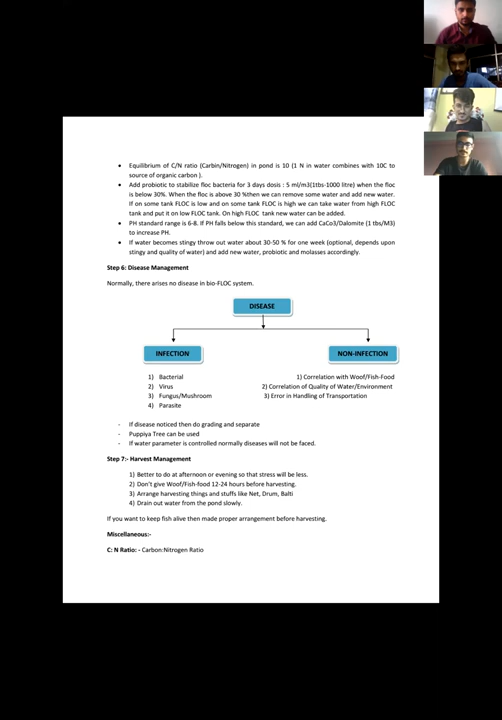 • Equilibrium of C/N ratio (Carbin/Nitrogen) in pond is 10 (1 N in water combines with 10C to
source of organic carbon ).
• Add probiotic to stabilize floc bacteria for 3 days dosis : 5 ml/m3(1tbs-1000 litre) when the floc
is below 30%. When the floc is above 30 %then we can remove some water and add new water.
If on some tank FLOC is low and on some tank FLOC is high we can take water from high FLOC
tank and put it on low FLOC tank. On high FLOC tank new water can be added.
• PH standard range is 6-8. If PH falls below this standard, we can add CaCo3/Dalomite (1 tbs/M3)
to increase PH.
• If water becomes stingy throw out water about 30-50 % for one week (optional, depends upon
stingy and quality of water) and add new water, probiotic and molasses accordingly.
Step 6: Disease Management
Normally, there arises no disease in bio-FLOC system.
DISEASE
INFECTION
NON-INFECTION
1) Bacterial
2) Virus
3) Fungus/Mushroom
4) Parasite
1) Correlation with Woof/Fish-Food
2) Correlation of Quality of Water/Environment
3) Error in Handling of Transportation
- If disease noticed then do grading and separate
- Puppiya Tree can be used
- If water parameter is controlled normally diseases will not be faced.
Step 7:- Harvest Management
1) Better to do at afternoon or evening so that stress will be less.
2) Don't give Woof/Fish-food 12-24 hours before harvesting.
3) Arrange harvesting things and stuffs like Net, Drum, Balti
4) Drain out water from the pond slowly.
If you want to keep fish alive then made proper arrangement before harvesting.
Miscellaneous:-
C: N Ratio: - Carbon:Nitrogen Ratio